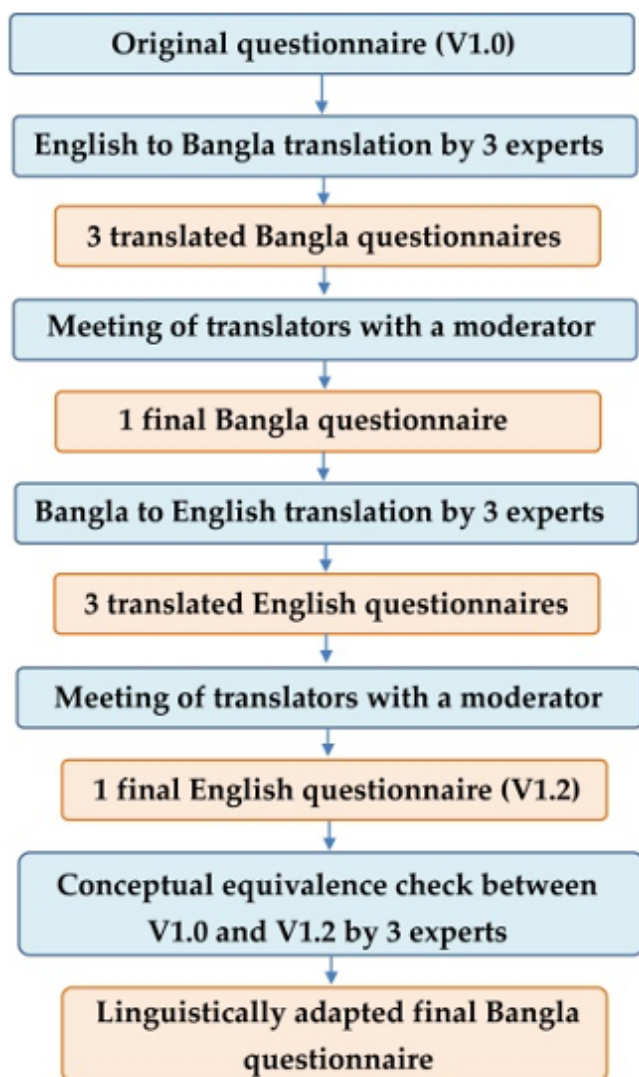 Original questionnaire (V1.0)
English to Bangla translation by 3 experts
3 translated Bangla questionnaires
Meeting of translators with a moderator
1 final Bangla questionnaire
Bangla to English translation by 3 experts
3 translated English questionnaires
Meeting of translators with a moderator
1 final English questionnaire (V1.2)
Conceptual equivalence check between
V1.0 and V1.2 by 3 experts
Linguistically adapted final Bangla
questionnaire